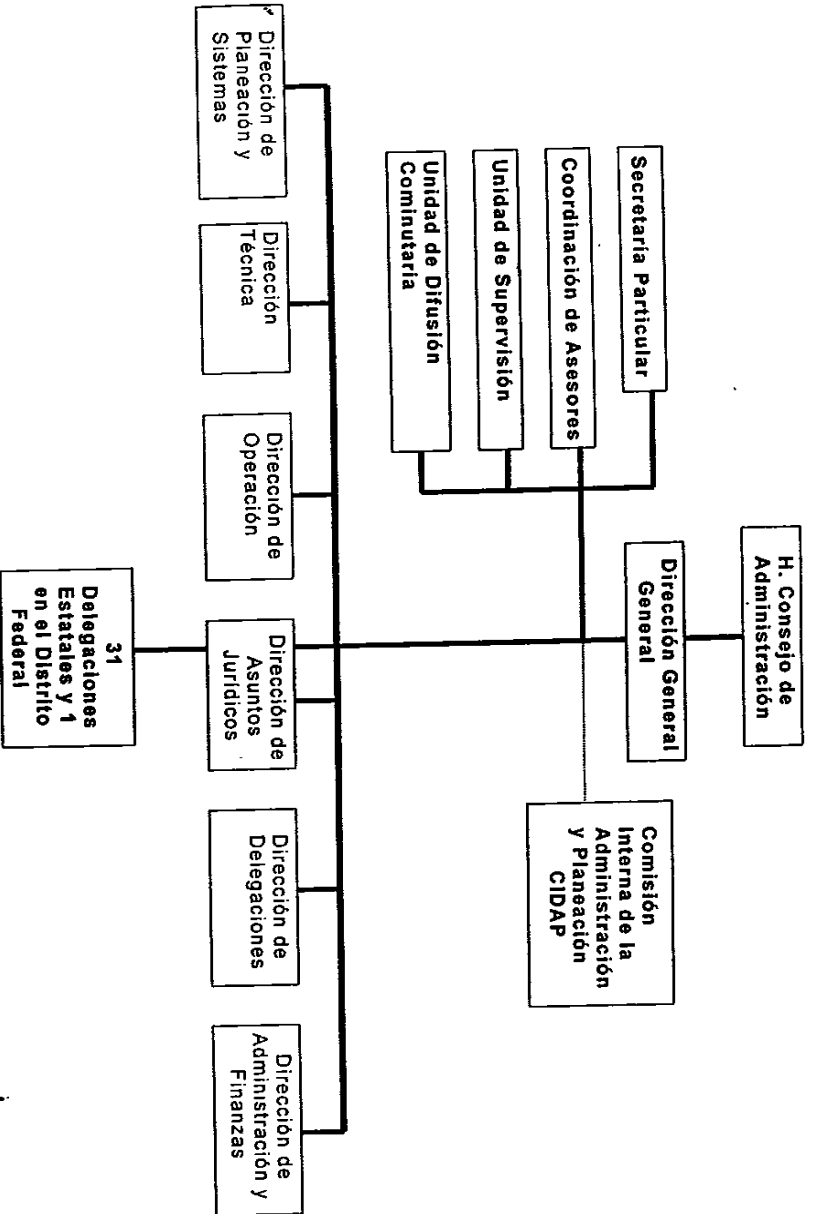 H. Consejo de
Administración
Dirección General
General
Secretaría Particular
Coordinación de Asesores
Unidad de Supervisión
Unidad de Difusión
Cominutaría
Comisión
Interna de la
Administración
y Planeación
CIDAP
Dirección de
Planeación y
Sistemas
Dirección
Técnica
Dirección de
Operación
Dirección de
Asuntos
Jurídicos
Dirección de
Delegaciones
Dirección de
Administración y
Finanzas
31
Delegaciones
Estatales y 1
en el Distrito
Federal